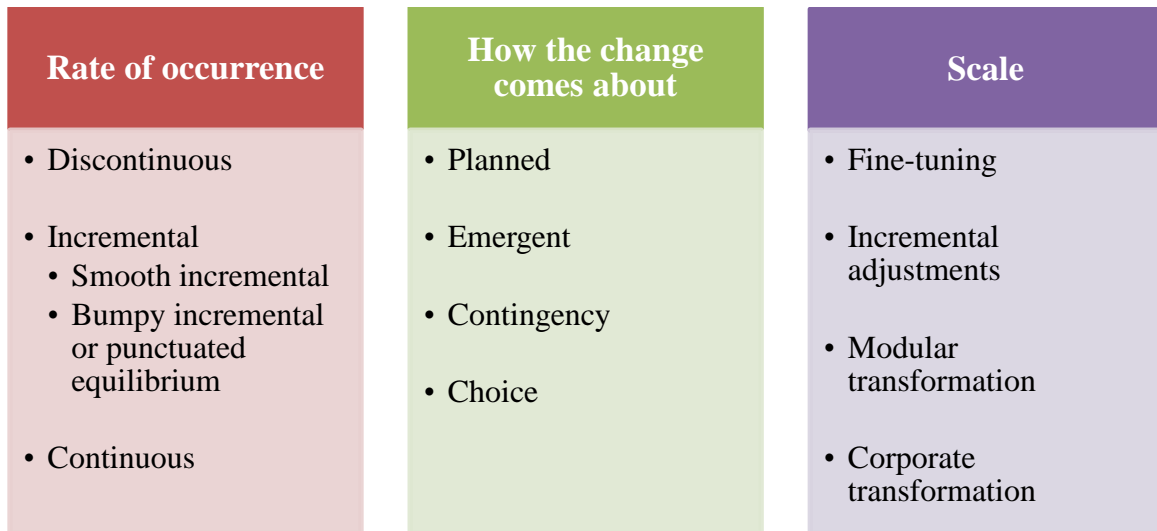 Rate of occurrence
• Discontinuous
• Incremental
• Smooth incremental
• Bumpy incremental
or punctuated
equilibrium
• Continuous
How the change
comes about
• Planned
• Emergent
• Contingency
• Choice
Scale
• Fine-tuning
• Incremental
adjustments
• Modular
transformation
• Corporate
transformation